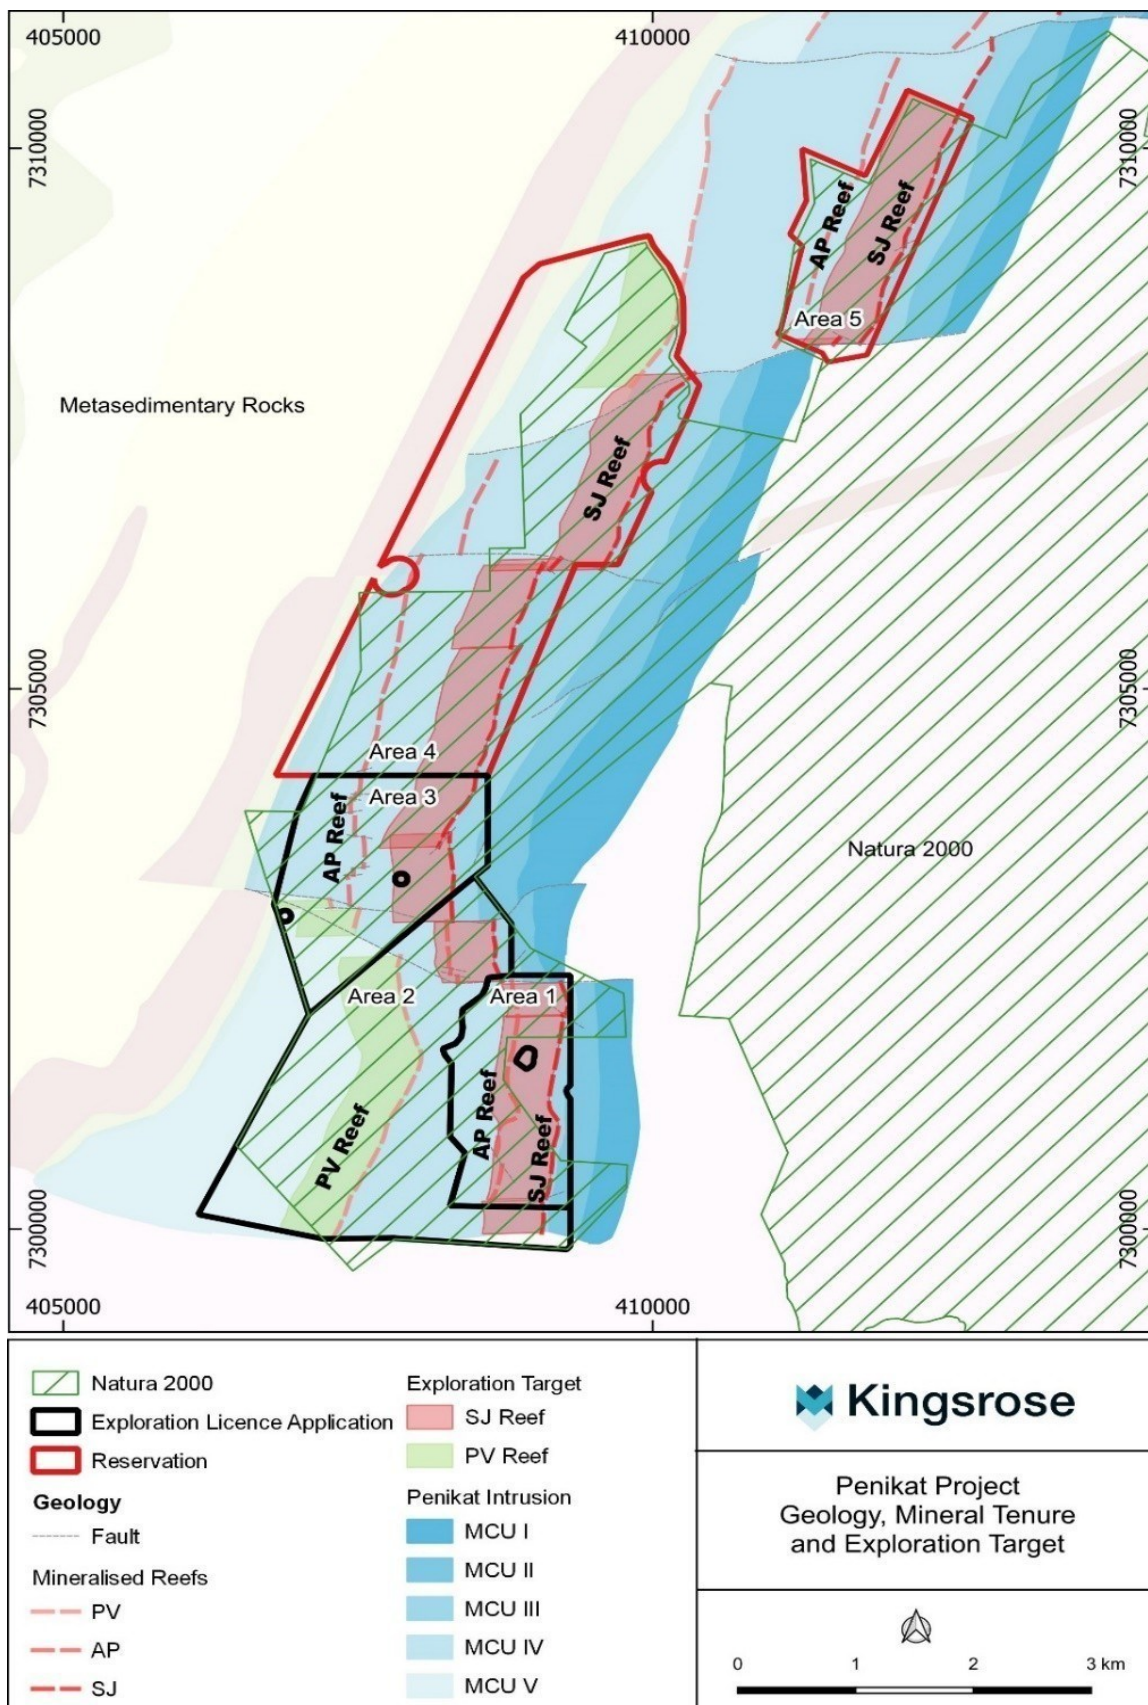 405000
410000
7310000
7310000
AP Reef
SJ Reef
Area 5
Metasedimentary Rocks
SJ Reef
7305000
7305000
Area 4
Area 3
AP Reef
Natura 2000
Area 2
Area 1
AP Reef
PV Reef
SJ Reef
7300000
7300000
405000
410000
Natura 2000
Exploration Licence Application
Reservation
Geology
Fault
Mineralised Reefs
PV
AP
SJ
Exploration Target
SJ Reef
PV Reef
Penikat Intrusion
MCU I
MCU II
MCU III
MCU IV
MCU V
Kingsrose
Penikat Project
Geology, Mineral Tenure
and Exploration Target
0 1 2 3 km